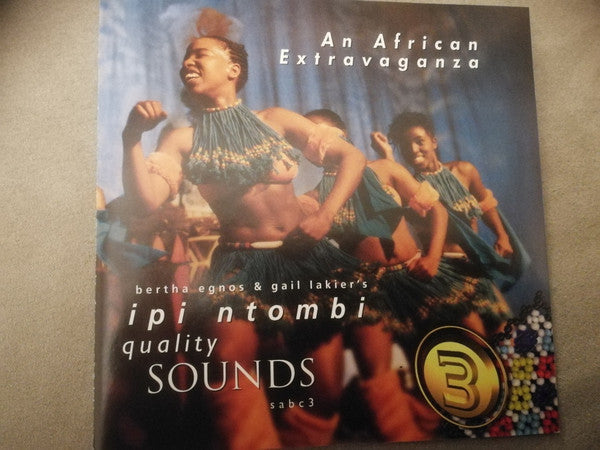 An African
Extravaganza
bertha egnos & gail lakier's
ipi ntombi
quality
SOUNDS
sabc3
3